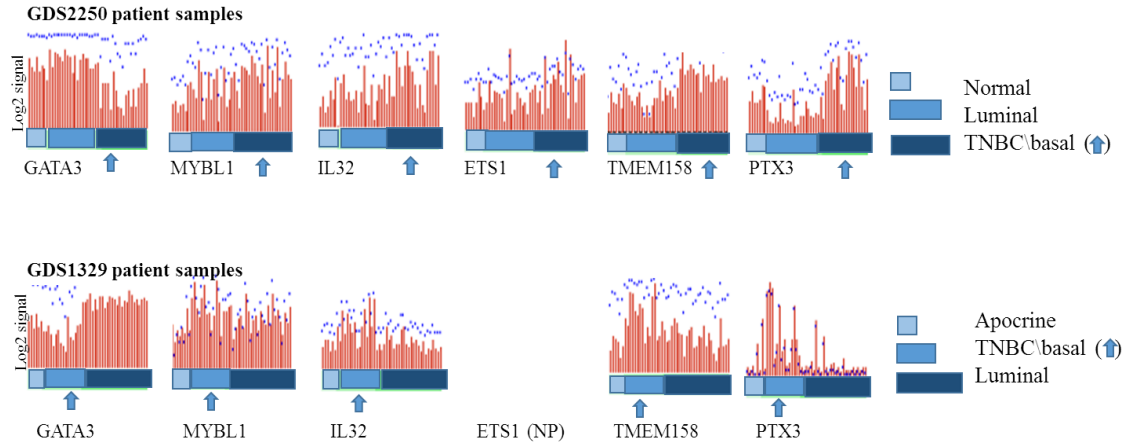 GDS2250 patient samples
Log2 signal
GATA3
MYBL1
IL32
ETS1
TMEM158
PTX3
Normal
Luminal
TNBC\basal ( )
GDS1329 patient samples
Log2 signal
GATA3
MYBL1
IL32
ETS1 (NP)
TMEM158
PTX3
Apocrine
TNBC\basal ( )
Luminal